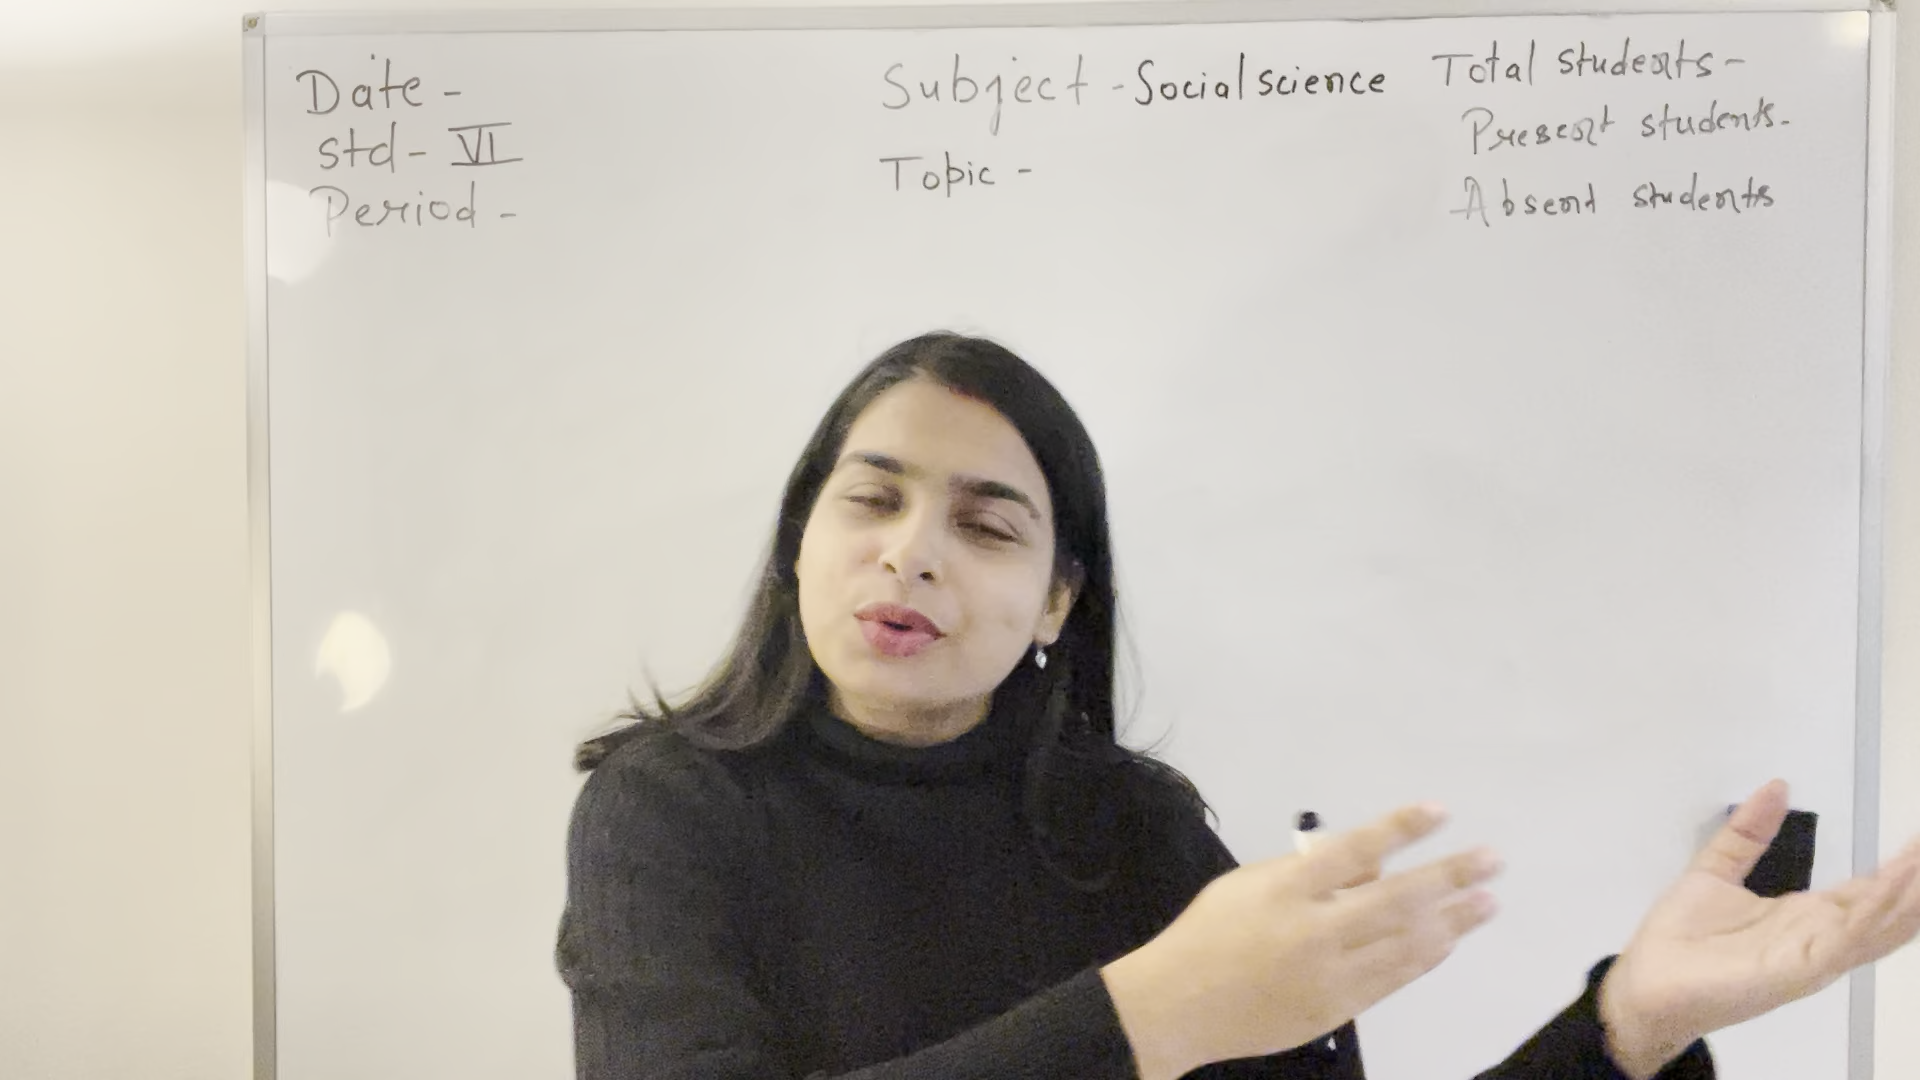 Date -
std - VI
Period -
Subject - Social science
Topic -
Total students -
Present students -
Absent students